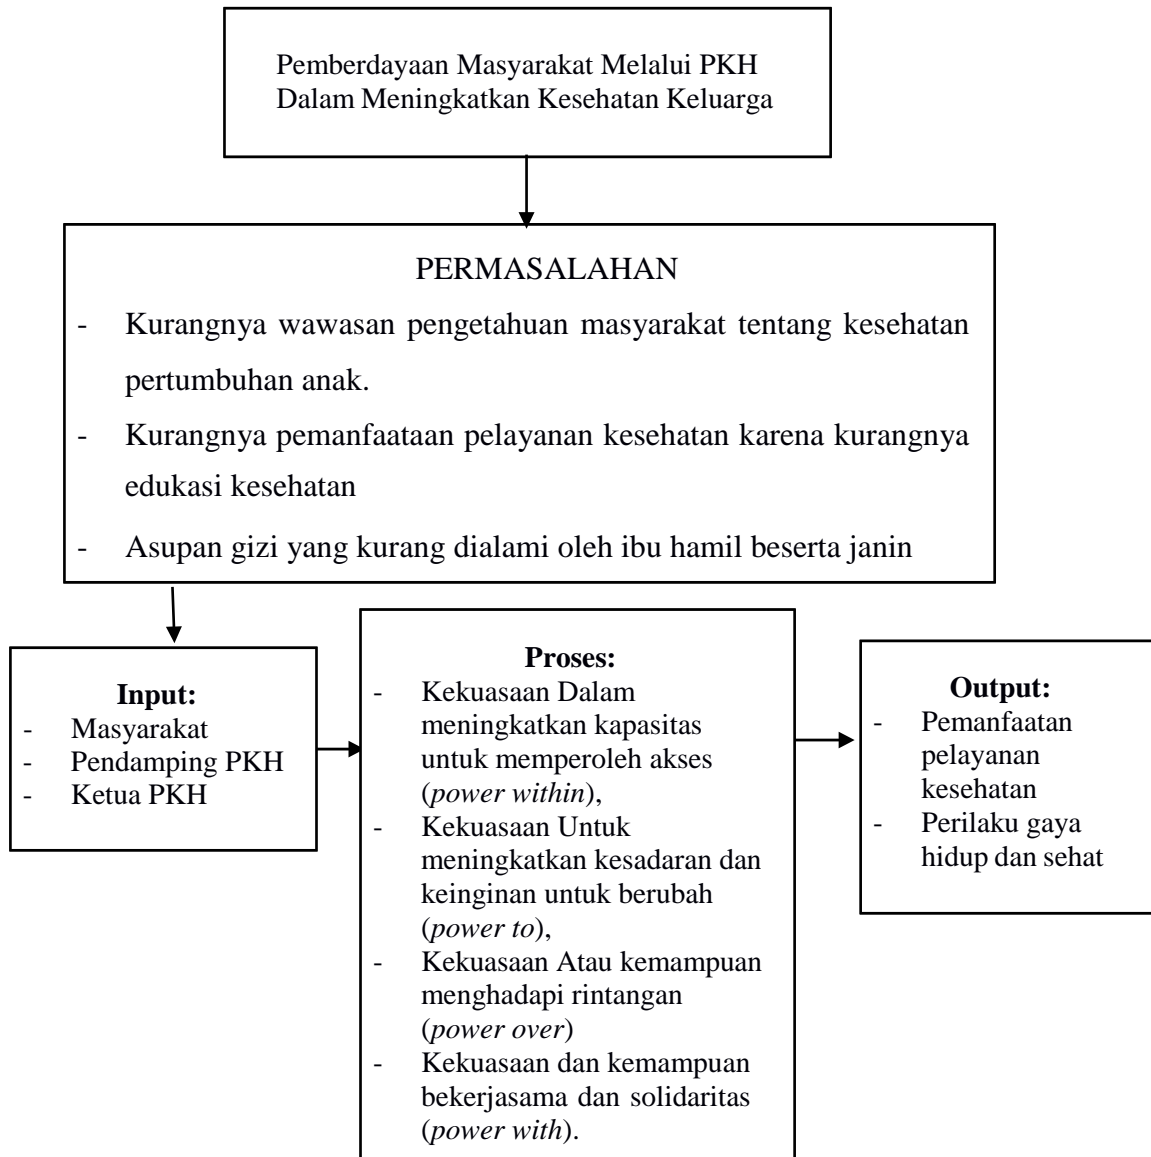 Pemberdayaan Masyarakat Melalui PKH
Dalam Meningkatkan Kesehatan Keluarga
PERMASALAHAN
- Kurangnya wawasan pengetahuan masyarakat tentang kesehatan
pertumbuhan anak.
- Kurangnya pemanfaataan pelayanan kesehatan karena kurangnya
edukasi kesehatan
- Asupan gizi yang kurang dialami oleh ibu hamil beserta janin
Input:
- Masyarakat
- Pendamping PKH
- Ketua PKH
Proses:
- Kekuasaan Dalam
meningkatkan kapasitas
untuk memperoleh akses
(power within),
- Kekuasaan Untuk
meningkatkan kesadaran dan
keinginan untuk berubah
(power to),
- Kekuasaan Atau kemampuan
menghadapi rintangan
(power over)
- Kekuasaan dan kemampuan
bekerjasama dan solidaritas
(power with).
Output:
- Pemanfaatan
pelayanan
kesehatan
- Perilaku gaya
hidup dan sehat